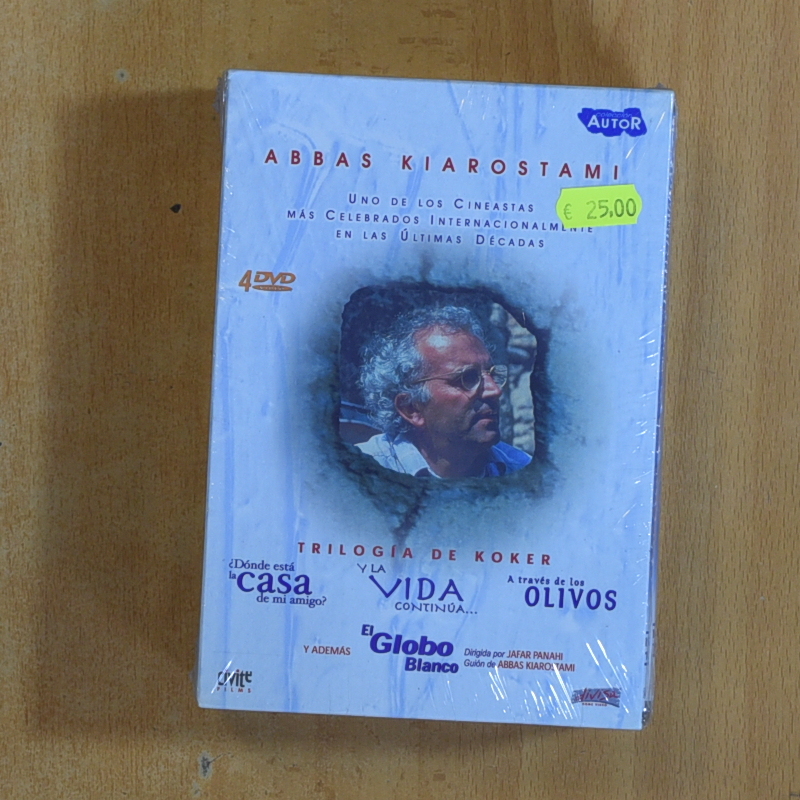 AUTOR
ABBAS KIAROSTAMI
UNO DE LOS CINEASTAS
MÁS CELEBRADOS INTERNACIONALMENTE
EN LAS ÚLTIMAS DÉCADAS
€ 25,00
4 DVD
TRILOGÍA DE KOKER
¿Dónde está
la casa
de mi amigo?
Y LA
VIDA
CONTINÚA...
A través de los
OLIVOS
Y ADEMÁS
El
Globo
Blanco
Dirigida por JAFAR PANAHI
Guión de ABBAS KIAROSTAMI
civite
FILMS